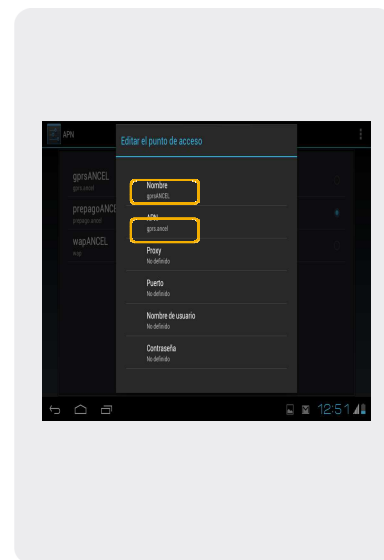 APN
Editar el punto de acceso
gprsANCEL
gprs.ancel
prepagoANCE
prepago.ancel
wapANCEL
wap
Nombre
gprsANCEL
APN
gprs.ancel
Proxy
No definido
Puerto
No definido
Nombre de usuario
No definido
Contraseña
No definido
12:51